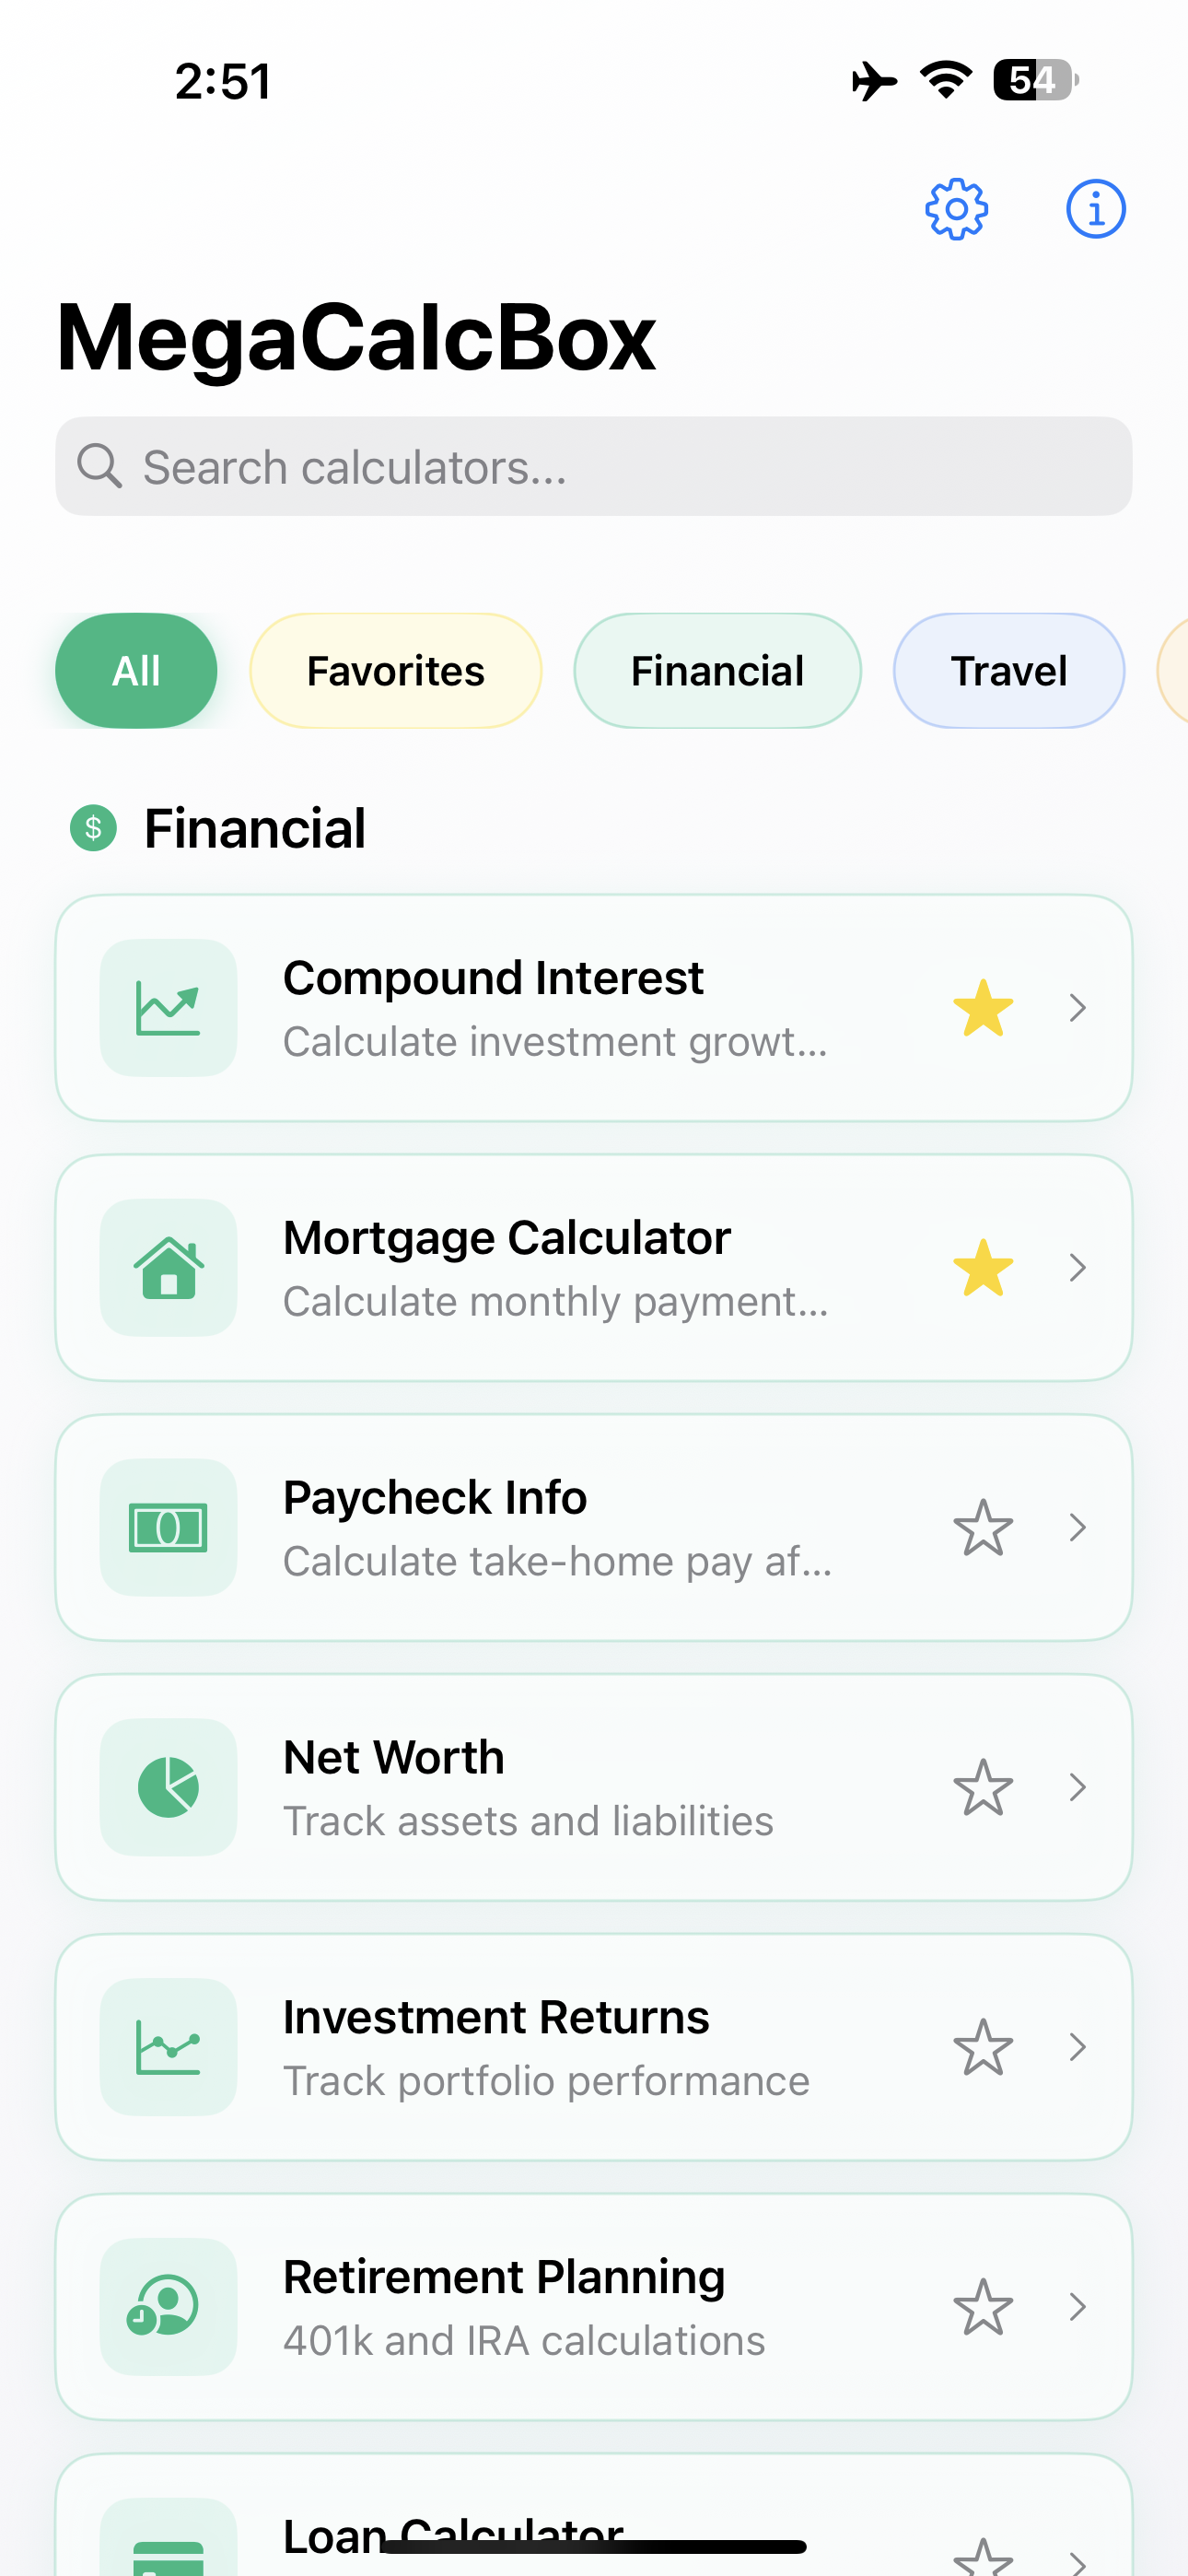 2:51
54
MegaCalcBox
Search calculators...
All
Favorites
Financial
Travel
$ Financial
Compound Interest
Calculate investment growt...
Mortgage Calculator
Calculate monthly payment...
Paycheck Info
Calculate take-home pay af...
Net Worth
Track assets and liabilities
Investment Returns
Track portfolio performance
Retirement Planning
401k and IRA calculations
Loan Calculator